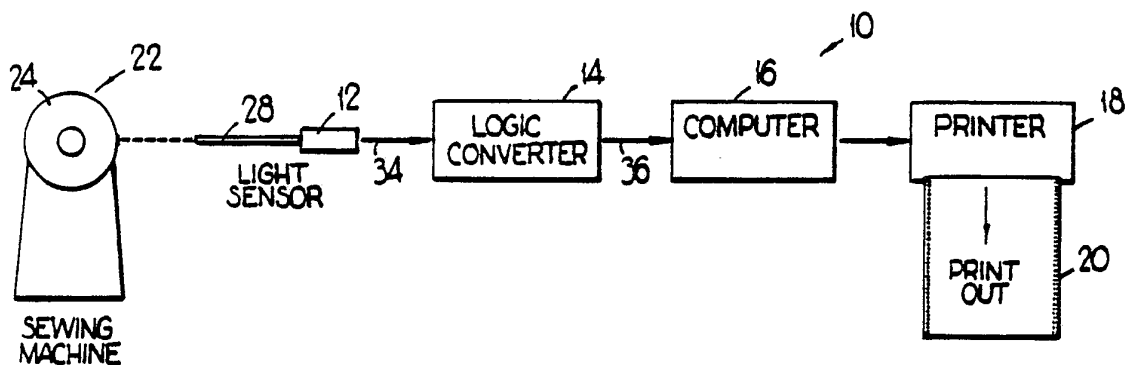 10
24
22
28
12
14
16
18
LOGIC
CONVERTER
COMPUTER
PRINTER
34
36
LIGHT
SENSOR
PRINT
OUT
20
SEWING
MACHINE